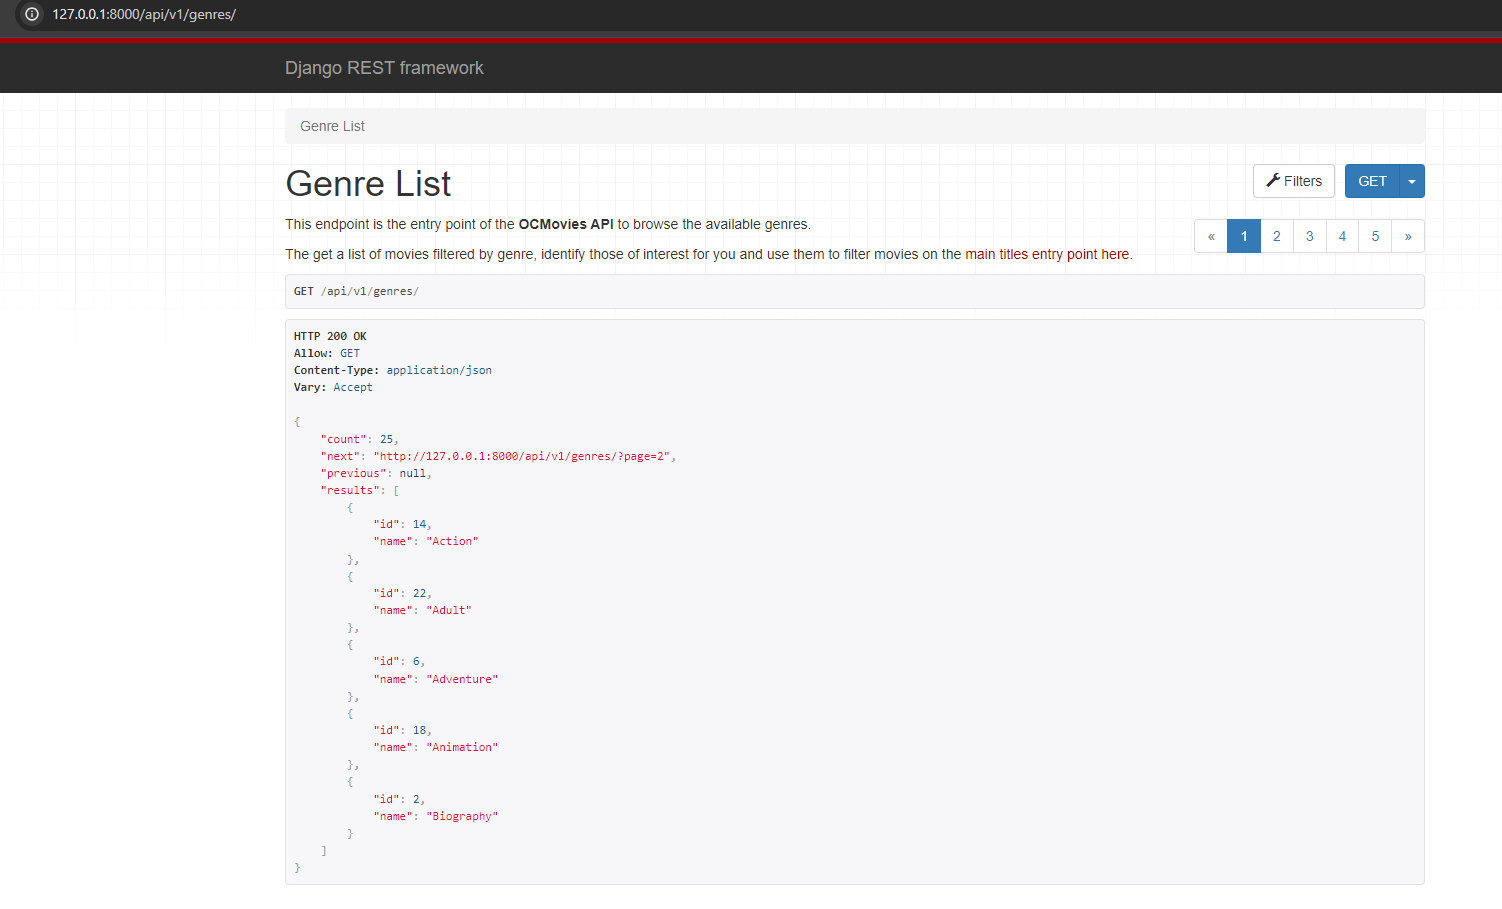 127.0.0.1:8000/api/v1/genres/
Django REST framework
Genre List
Genre List
Filters
GET
This endpoint is the entry point of the OCMovies API to browse the available genres.
« 1 2 3 4 5 »
The get a list of movies filtered by genre, identify those of interest for you and use them to filter movies on the main titles entry point here.
GET /api/v1/genres/
HTTP 200 OK
Allow: GET
Content-Type: application/json
Vary: Accept
{
    "count": 25,
    "next": "http://127.0.0.1:8000/api/v1/genres/?page=2",
    "previous": null,
    "results": [
        {
            "id": 14,
            "name": "Action"
        },
        {
            "id": 22,
            "name": "Adult"
        },
        {
            "id": 6,
            "name": "Adventure"
        },
        {
            "id": 18,
            "name": "Animation"
        },
        {
            "id": 2,
            "name": "Biography"
        }
    ]
}